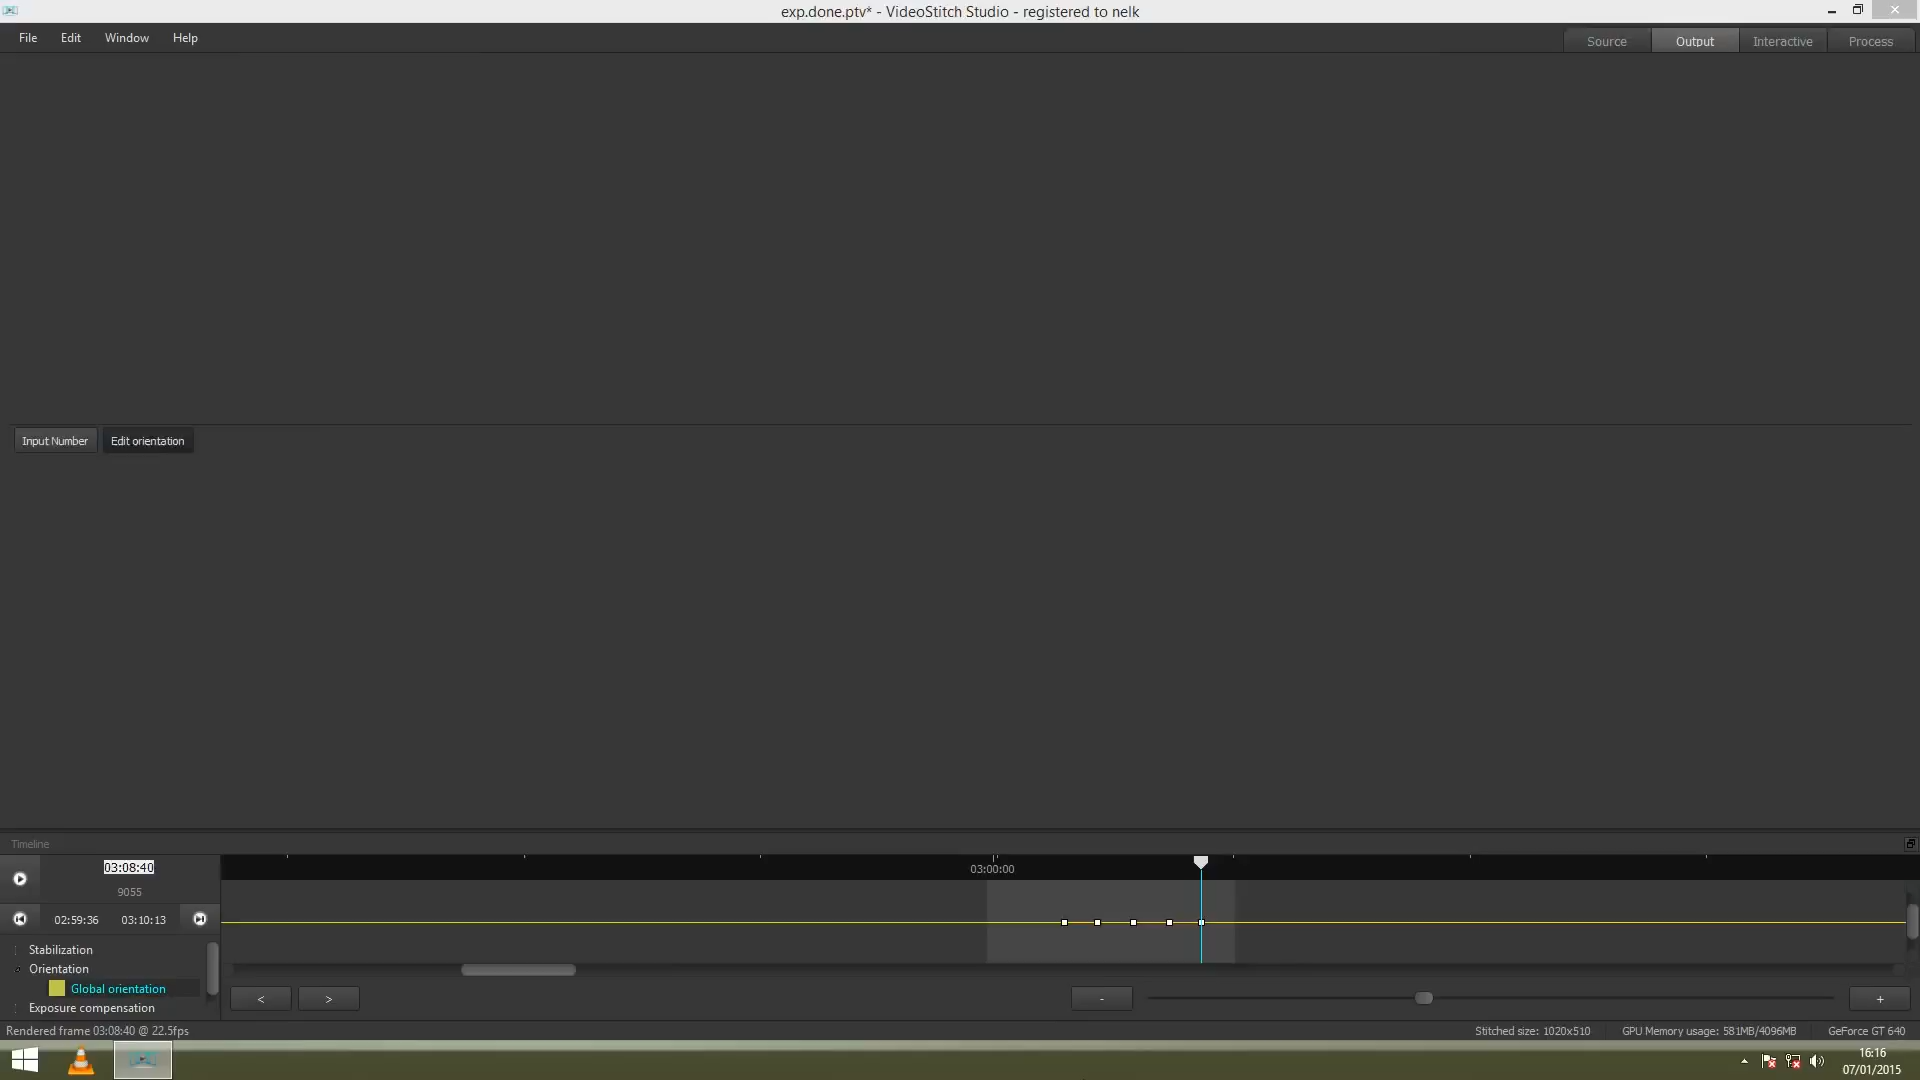 exp.done.ptv* - VideoStitch Studio - registered to nelk
File Edit Window Help
Source Output Interactive Process
Input Number Edit orientation
Timeline
03:08:40
9055
03:00:00
02:59:36 03:10:13
Stabilization
Orientation
Global orientation
Exposure compensation
< > - +
Rendered frame 03:08:40 @ 22.5fps
Stitched size: 1020x510 GPU Memory usage: 581MB/4096MB GeForce GT 640
16:16
07/01/2015